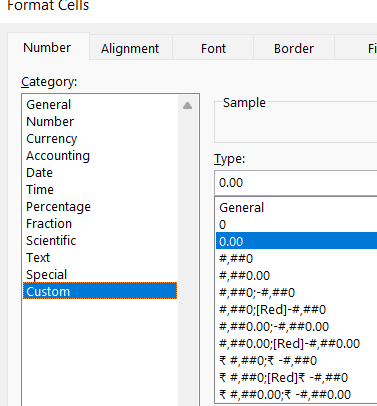 Format Cells
Number Alignment Font Border
Category:
General
Number
Currency
Accounting
Date
Time
Percentage
Fraction
Scientific
Text
Special
Custom
Sample
Type:
0.00
General
0
0.00
#,##0
#,##0.00
#,##0;-#,##0
#,##0;[Red]-#,##0
#,##0.00;-#,##0.00
#,##0.00;[Red]-#,##0.00
₹ #,##0;₹ -#,##0
₹ #,##0;[Red]₹ -#,##0
₹ #,##0.00;₹ -#,##0.00